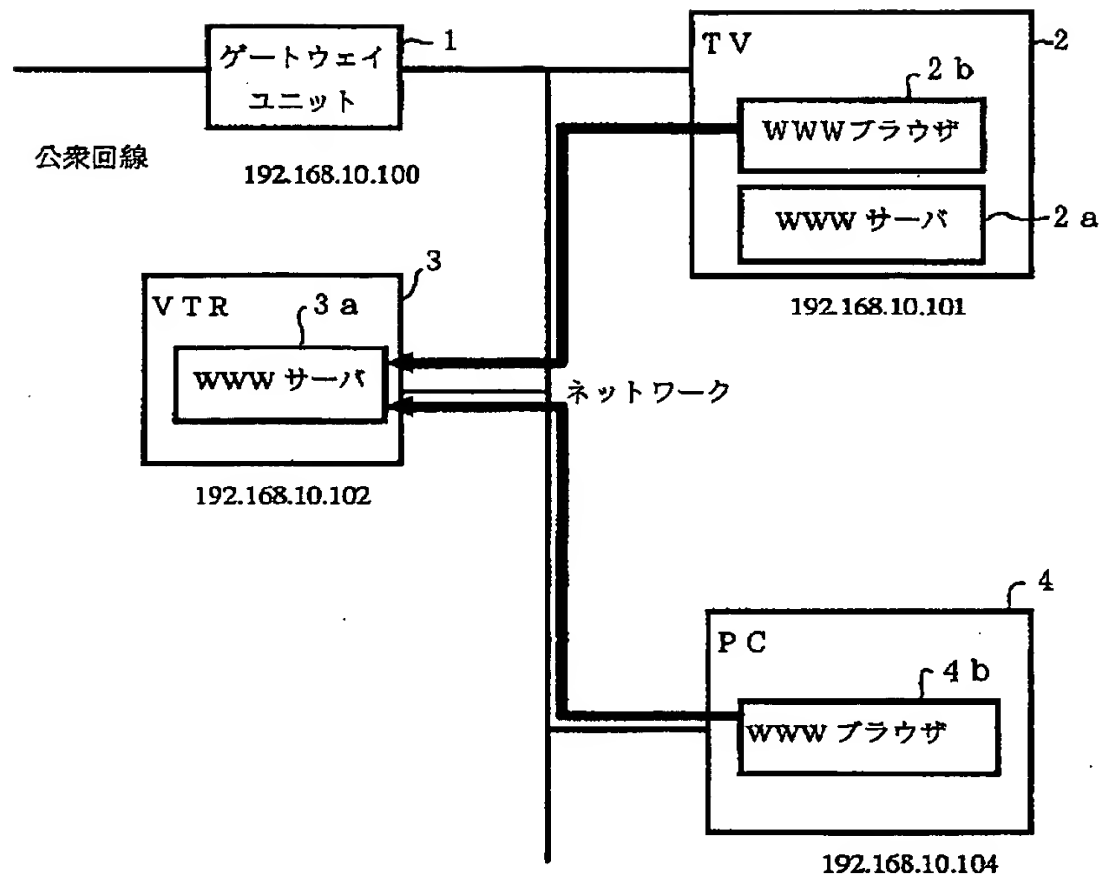 ゲートウェイ
ユニット
1
公衆回線
192.168.10.100
TV
2
2b
WWWブラウザ
WWWサーバ
2a
192.168.10.101
VTR
3
3a
WWWサーバ
192.168.10.102
ネットワーク
PC
4
4b
WWWブラウザ
192.168.10.104